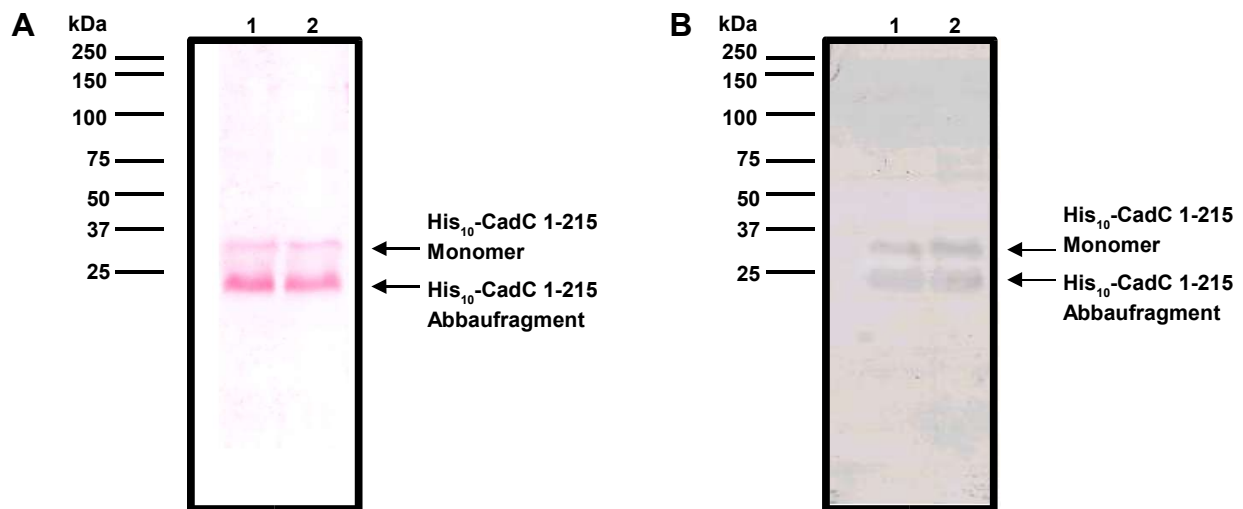 A
kDa
1 2
250
150
100
75
50
37
25
His₁₀-CadC 1-215
Monomer
His₁₀-CadC 1-215
Abbaufragment
B
kDa
1 2
250
150
100
75
50
37
25
His₁₀-CadC 1-215
Monomer
His₁₀-CadC 1-215
Abbaufragment